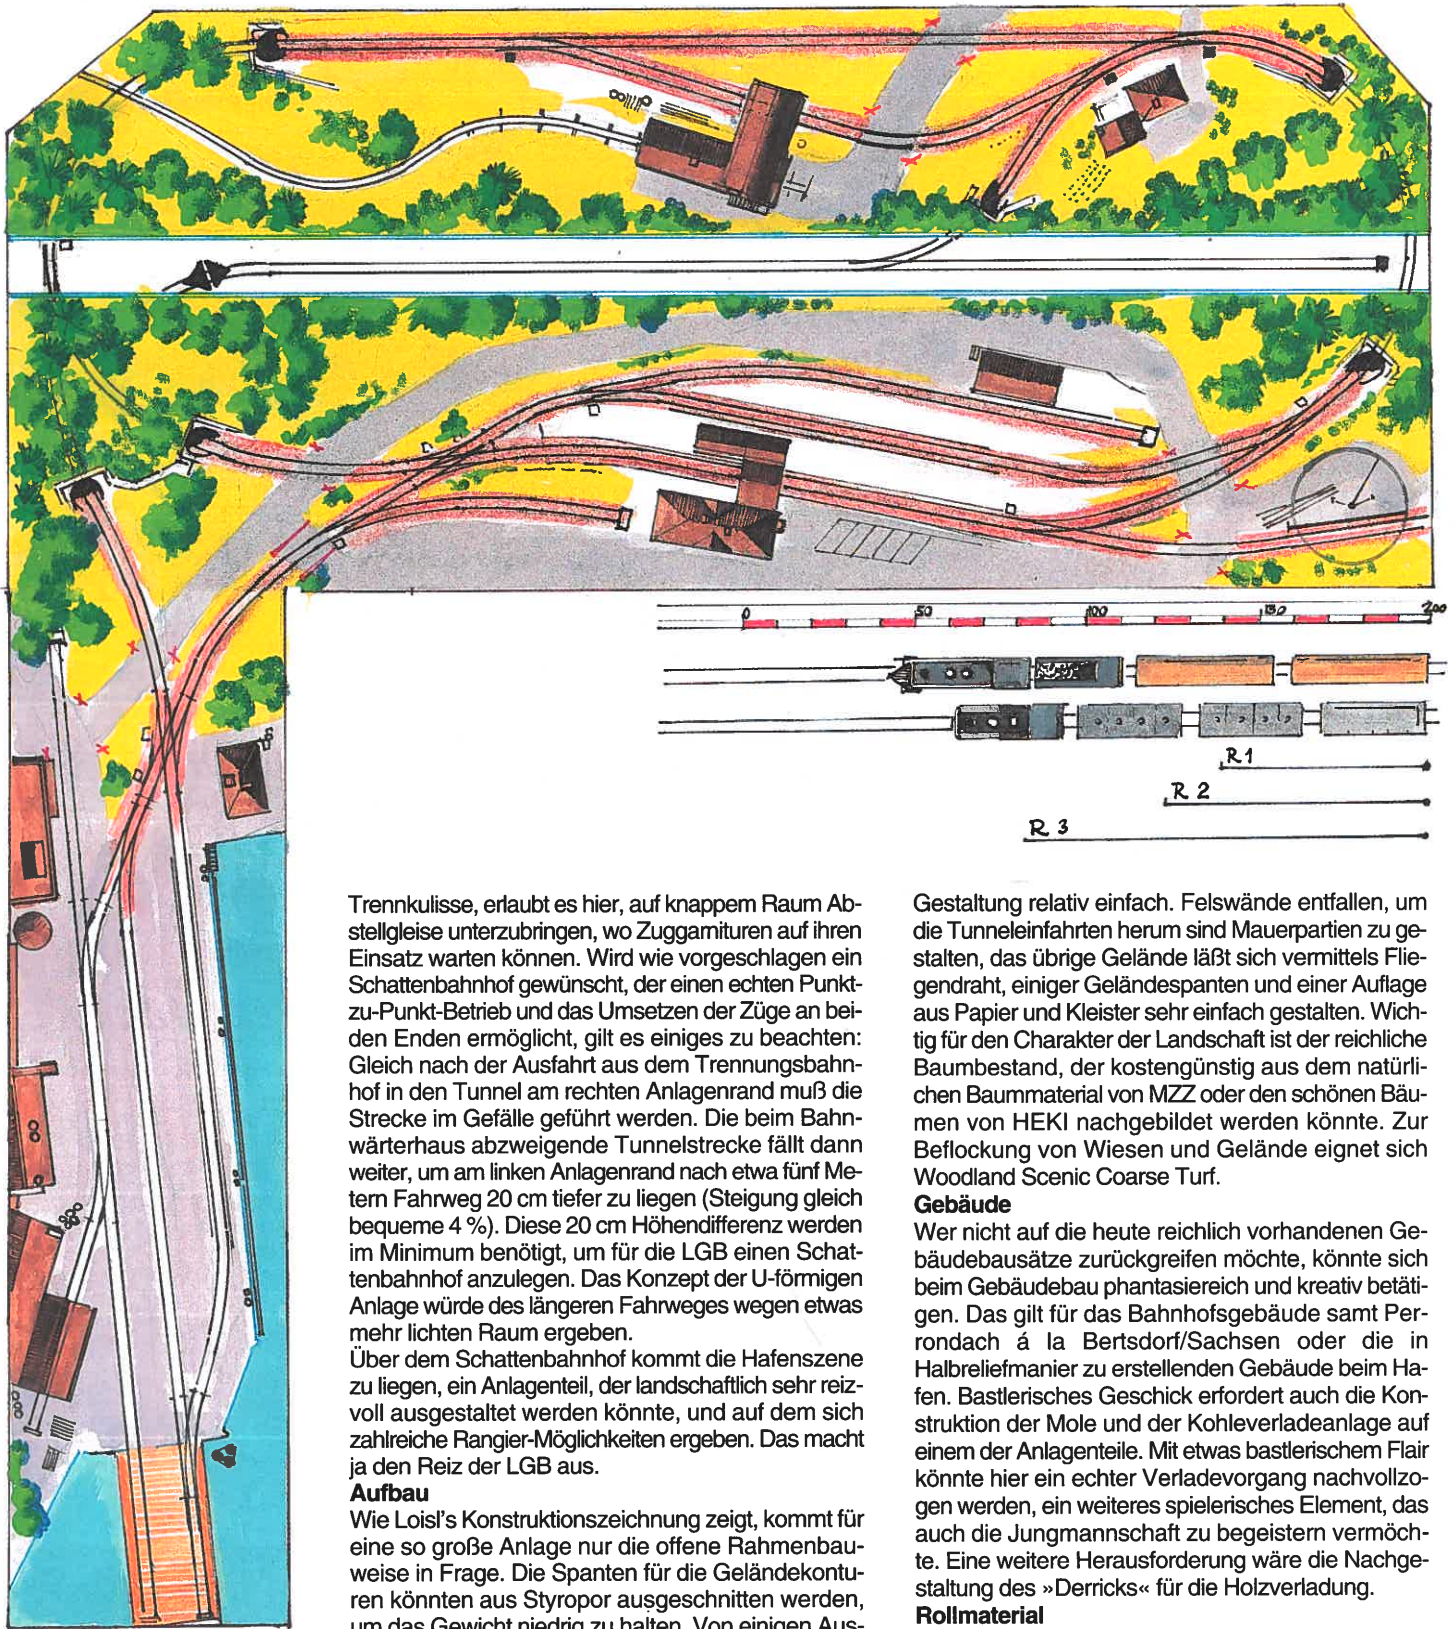 0 50 100 150 200
R1
R 2
R 3
Trennkulisse, erlaubt es hier, auf knappem Raum Ab-
stellgleise unterzubringen, wo Zuggarnituren auf ihren
Einsatz warten können. Wird wie vorgeschlagen ein
Schattenbahnhof gewünscht, der einen echten Punkt-
zu-Punkt-Betrieb und das Umsetzen der Züge an bei-
den Enden ermöglicht, gilt es einiges zu beachten:
Gleich nach der Ausfahrt aus dem Trennungsbahn-
hof in den Tunnel am rechten Anlagenrand muß die
Strecke im Gefälle geführt werden. Die beim Bahn-
wärterhaus abzweigende Tunnelstrecke fällt dann
weiter, um am linken Anlagenrand nach etwa fünf Me-
tern Fahrweg 20 cm tiefer zu liegen (Steigung gleich
bequeme 4 %). Diese 20 cm Höhendifferenz werden
im Minimum benötigt, um für die LGB einen Schat-
tenbahnhof anzulegen. Das Konzept der U-förmigen
Anlage würde des längeren Fahrweges wegen etwas
mehr lichten Raum ergeben.
Über dem Schattenbahnhof kommt die Hafenszene
zu liegen, ein Anlagenteil, der landschaftlich sehr reiz-
voll ausgestaltet werden könnte, und auf dem sich
zahlreiche Rangier-Möglichkeiten ergeben. Das macht
ja den Reiz der LGB aus.
Aufbau
Wie Loisl's Konstruktionszeichnung zeigt, kommt für
eine so große Anlage nur die offene Rahmenbau-
weise in Frage. Die Spanten für die Geländekontu-
ren könnten aus Styropor ausgeschnitten werden,
um das Gewicht niedrig zu halten. Von einigen Aus-
Gestaltung relativ einfach. Felswände entfallen, um
die Tunneleinfahrten herum sind Mauerpartien zu ge-
stalten, das übrige Gelände läßt sich vermittels Flie-
gendraht, einiger Geländespanten und einer Auflage
aus Papier und Kleister sehr einfach gestalten. Wich-
tig für den Charakter der Landschaft ist der reichliche
Baumbestand, der kostengünstig aus dem natürli-
chen Baummaterial von MZZ oder den schönen Bäu-
men von HEKI nachgebildet werden könnte. Zur
Beflockung von Wiesen und Gelände eignet sich
Woodland Scenic Coarse Turf.
Gebäude
Wer nicht auf die heute reichlich vorhandenen Ge-
bäudebausätze zurückgreifen möchte, könnte sich
beim Gebäudebau phantasiereich und kreativ betäti-
gen. Das gilt für das Bahnhofsgebäude samt Per-
rondach á la Bertsdorf/Sachsen oder die in
Halbreliefmanier zu erstellenden Gebäude beim Ha-
fen. Bastlerisches Geschick erfordert auch die Kon-
struktion der Mole und der Kohleverladeanlage auf
einem der Anlagenteile. Mit etwas bastlerischem Flair
könnte hier ein echter Verladevorgang nachvollzo-
gen werden, ein weiteres spielerisches Element, das
auch die Jungmannschaft zu begeistern vermöch-
te. Eine weitere Herausforderung wäre die Nachge-
staltung des »Derricks« für die Holzverladung.
Rollmaterial